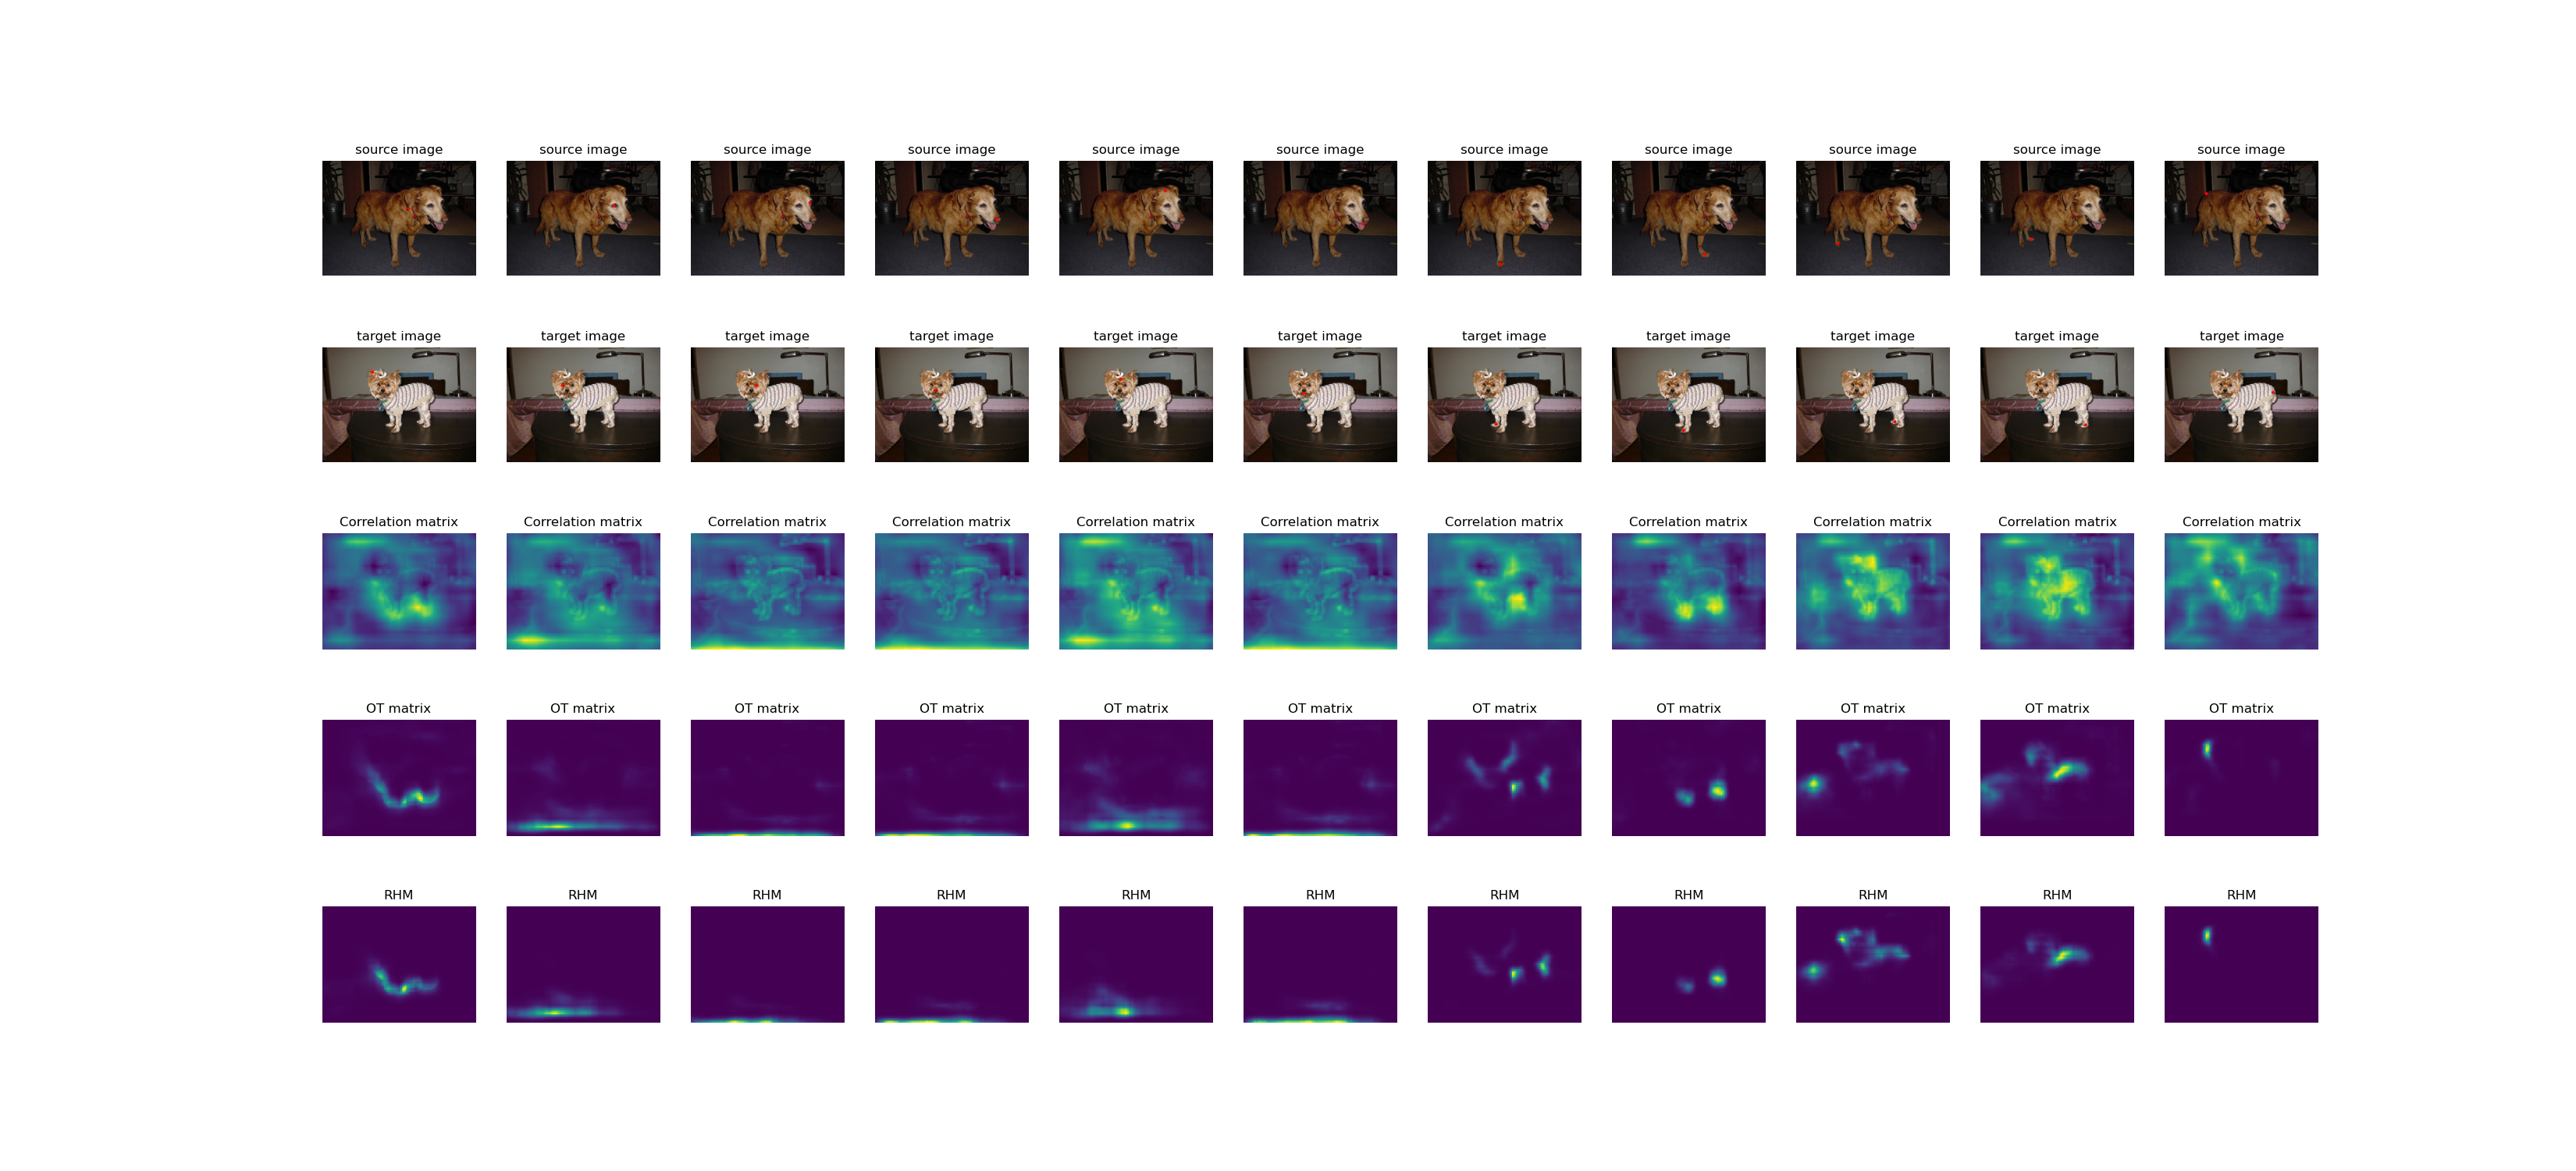 source image source image source image source image source image source image source image source image source image source image source image
target image target image target image target image target image target image target image target image target image target image target image
Correlation matrix Correlation matrix Correlation matrix Correlation matrix Correlation matrix Correlation matrix Correlation matrix Correlation matrix Correlation matrix Correlation matrix Correlation matrix
OT matrix OT matrix OT matrix OT matrix OT matrix OT matrix OT matrix OT matrix OT matrix OT matrix OT matrix
RHM RHM RHM RHM RHM RHM RHM RHM RHM RHM RHM